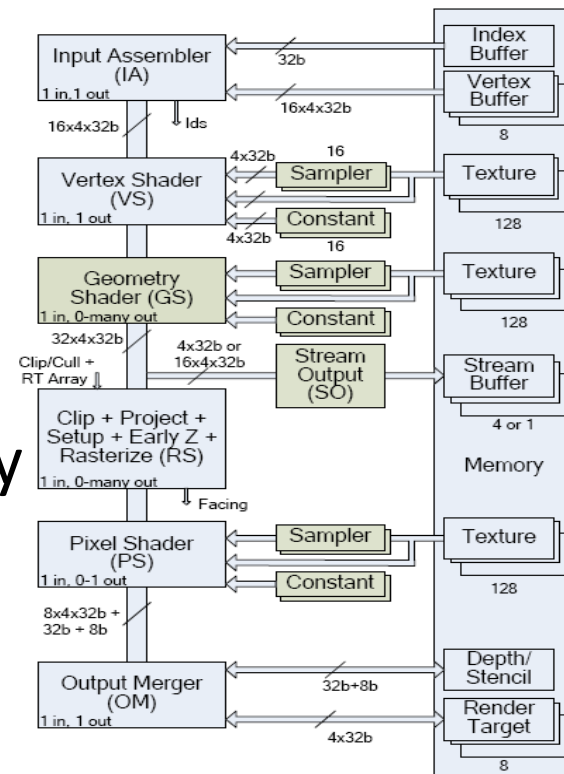 Input Assembler
(IA)
1 in,1 out
32b
Index
Buffer
16x4x32b
Vertex
Buffer
8
16x4x32b
Ids
Vertex Shader
(VS)
1 in, 1 out
4x32b
16
Sampler
Texture
Constant
4x32b
128
16
Geometry
Shader (GS)
1 in, 0-many out
Sampler
Texture
Constant
128
32x4x32b
4x32b or
16x4x32b
Clip/Cull +
RT Array
Stream
Output
(SO)
Stream
Buffer
4 or 1
Clip + Project +
Setup + Early Z +
Rasterize (RS)
1 in, 0-many out
y
Memory
Facing
Pixel Shader
(PS)
1 in, 0-1 out
Sampler
Texture
Constant
128
8x4x32b +
32b + 8b
Output Merger
(OM)
1 in, 1 out
32b+8b
Depth/
Stencil
4x32b
Render
Target
8